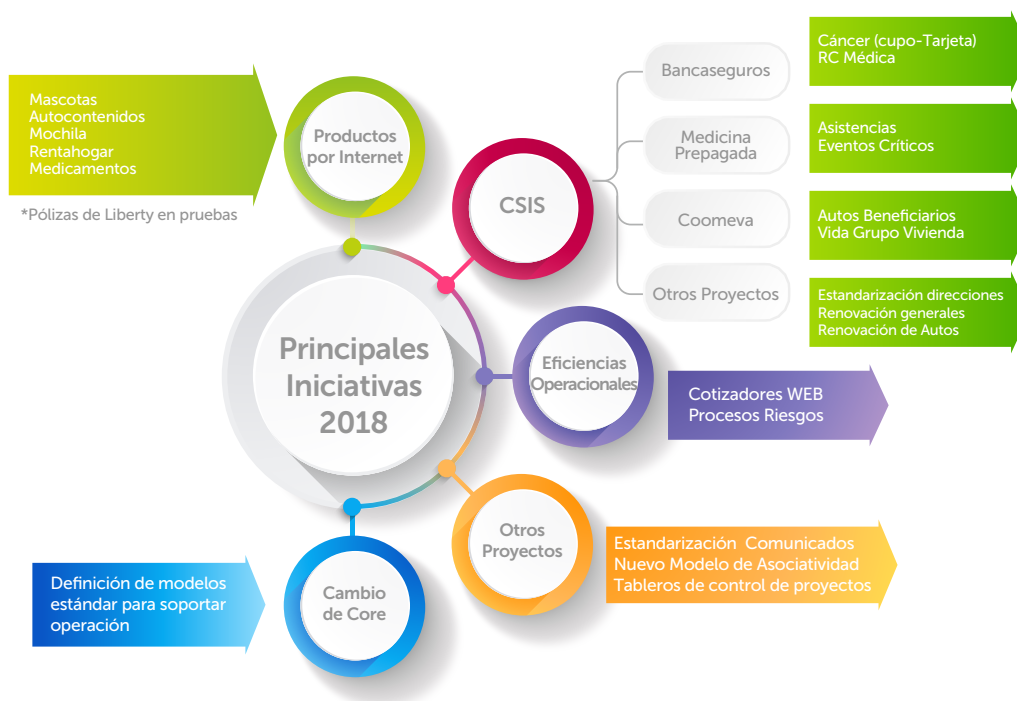 Mascotas
Autocontenidos
Mochila
Rentahogar
Medicamentos
*Pólizas de Liberty en pruebas
Productos
por Internet
CSIS
Bancaseguros
Cáncer (cupo-Tarjeta)
RC Médica
Medicina
Prepagada
Asistencias
Eventos Críticos
Coomeva
Autos Beneficiarios
Vida Grupo Vivienda
Otros Proyectos
Estandarización direcciones
Renovación generales
Renovación de Autos
Principales
Iniciativas
2018
Eficiencias
Operacionales
Cotizadores WEB
Procesos Riesgos
Otros
Proyectos
Estandarización Comunicados
Nuevo Modelo de Asociatividad
Tableros de control de proyectos
Cambio
de Core
Definición de modelos
estándar para soportar
operación